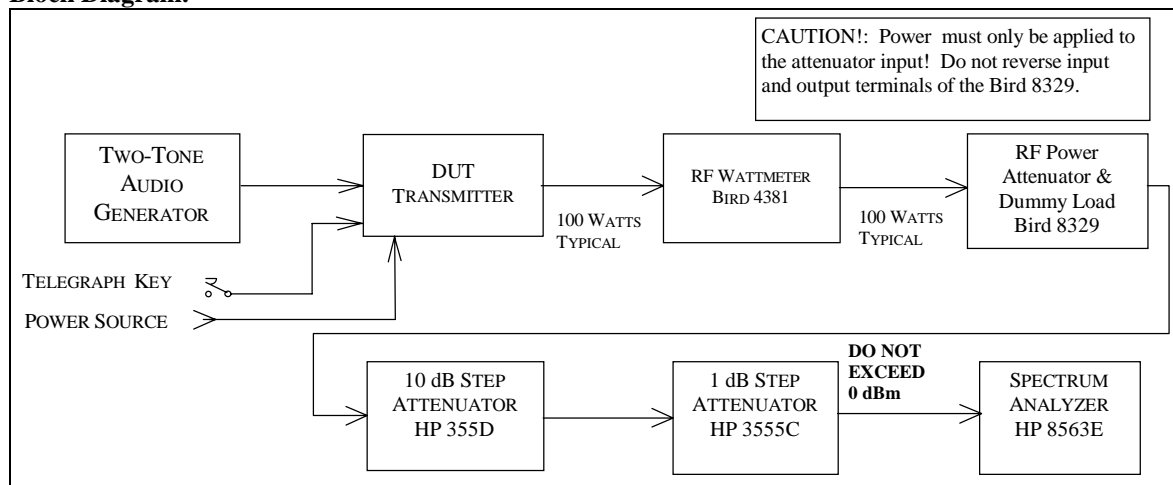 CAUTION!: Power must only be applied to
the attenuator input! Do not reverse input
and output terminals of the Bird 8329.
TWO-TONE
AUDIO
GENERATOR
DUT
TRANSMITTER
RF WATTMETER
BIRD 4381
RF Power
Attenuator &
Dummy Load
Bird 8329
100 WATTS
TYPICAL
100 WATTS
TYPICAL
TELEGRAPH KEY
POWER SOURCE
10 dB STEP
ATTENUATOR
HP 355D
1 dB STEP
ATTENUATOR
HP 3555C
DO NOT
EXCEED
0 dBm
SPECTRUM
ANALYZER
HP 8563E